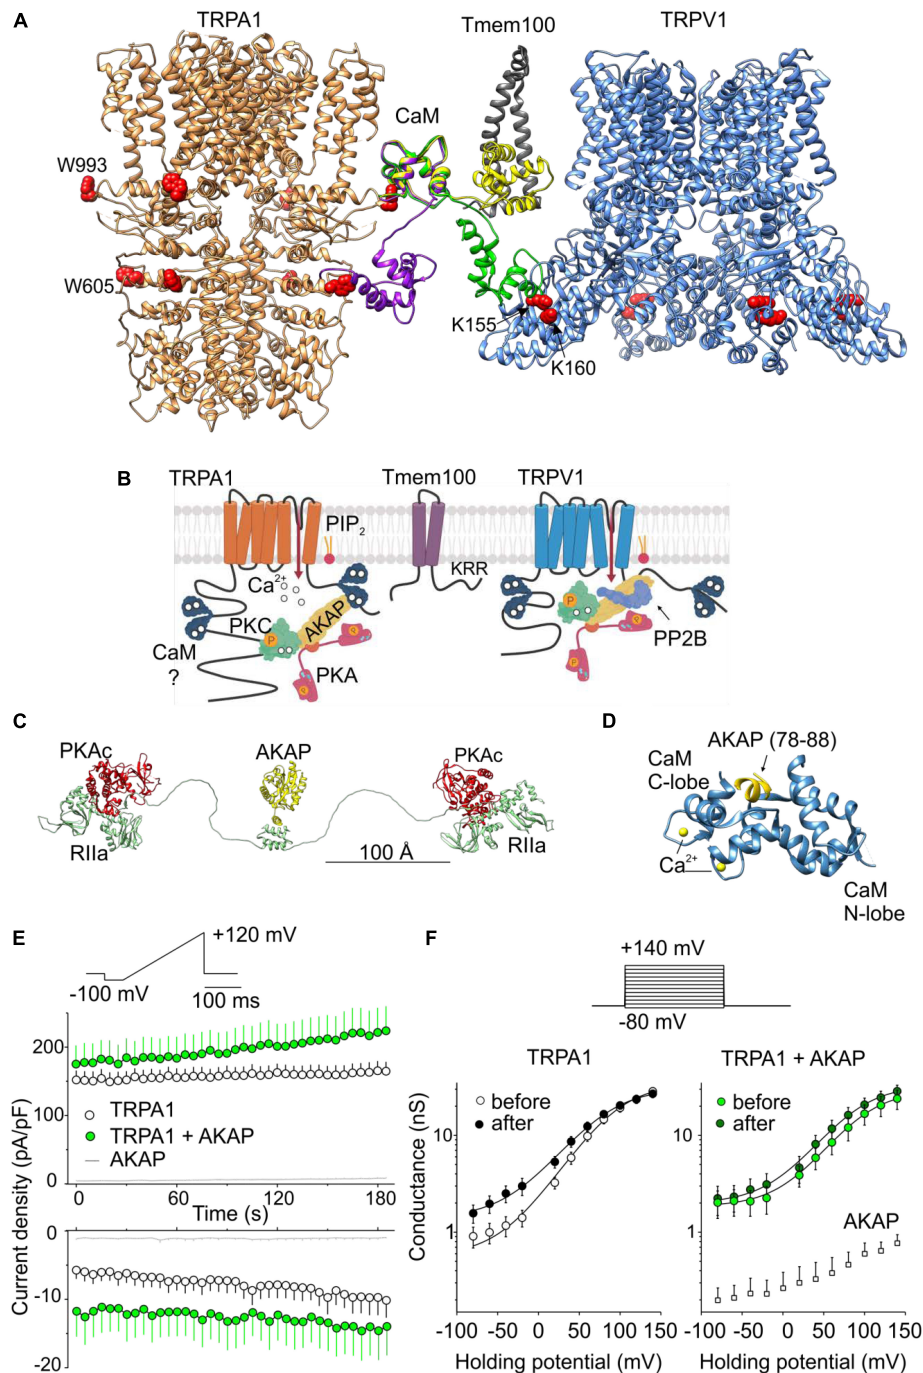 A
TRPA1
Tmem100
TRPV1
CaM
W993
W605
K155
K160
B
TRPA1
Tmem100
TRPV1
PIP2
KRR
Ca2+
PKC
P
AKAP
P
CaM
?
PKA
PP2B
C
PKAc
AKAP
PKAc
RIIa
100 Å
RIIa
D
AKAP (78-88)
CaM
C-lobe
Ca2+
CaM
N-lobe
E
+120 mV
-100 mV
100 ms
200
100
0
TRPA1
TRPA1 + AKAP
AKAP
0 60 120 180
Time (s)
Current density (pA/pF)
0
-10
-20
F
+140 mV
-80 mV
TRPA1
TRPA1 + AKAP
before
after
before
after
10
1
10
1
Conductance (nS)
AKAP
-100 -50 0 50 100 150
-100 -50 0 50 100 150
Holding potential (mV)
Holding potential (mV)